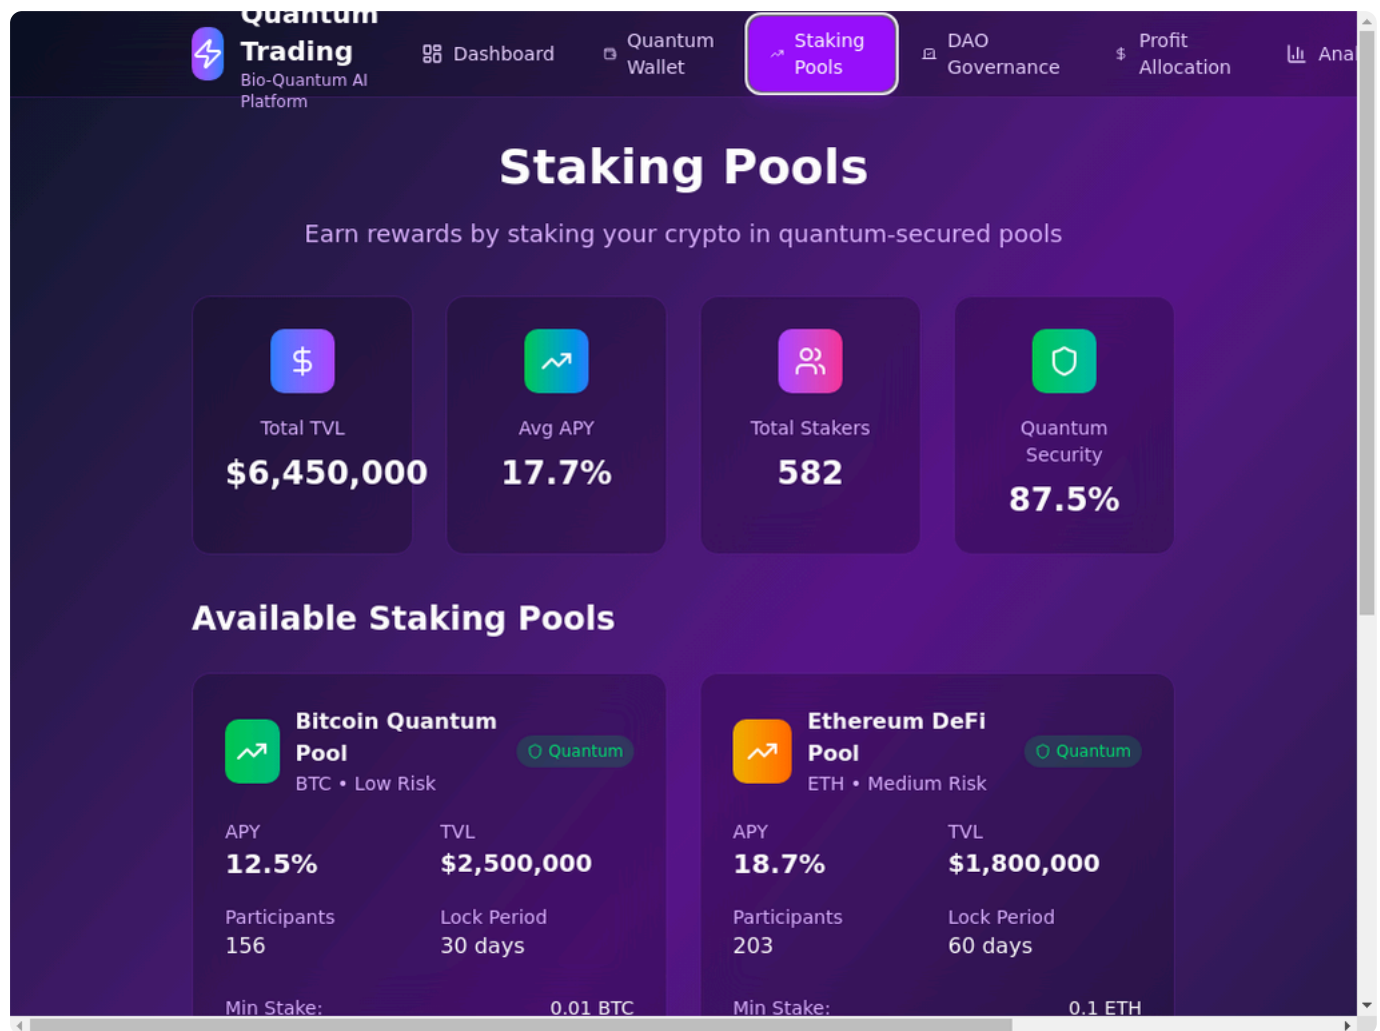 Quantum
Trading
Bio-Quantum AI
Platform
Dashboard
Quantum
Wallet
Staking
Pools
DAO
Governance
Profit
Allocation
Anal
Staking Pools
Earn rewards by staking your crypto in quantum-secured pools
Total TVL
$6,450,000
Avg APY
17.7%
Total Stakers
582
Quantum
Security
87.5%
Available Staking Pools
Bitcoin Quantum
Pool
BTC • Low Risk
Quantum
APY
12.5%
TVL
$2,500,000
Participants
156
Lock Period
30 days
Min Stake:
0.01 BTC
Ethereum DeFi
Pool
ETH • Medium Risk
Quantum
APY
18.7%
TVL
$1,800,000
Participants
203
Lock Period
60 days
Min Stake:
0.1 ETH